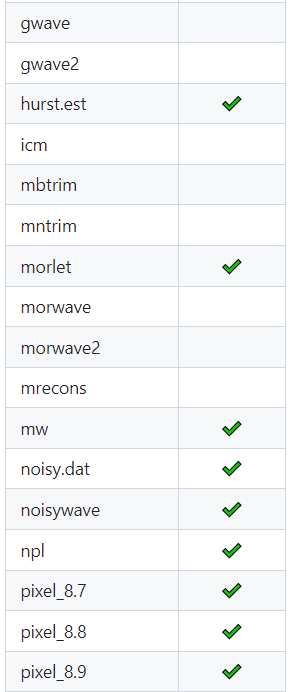 gwave
gwave2
hurst.est ✔
icm
mbtrim
mntrim
morlet ✔
morwave
morwave2
mrecons
mw ✔
noisy.dat ✔
noisywave ✔
npl ✔
pixel_8.7 ✔
pixel_8.8 ✔
pixel_8.9 ✔